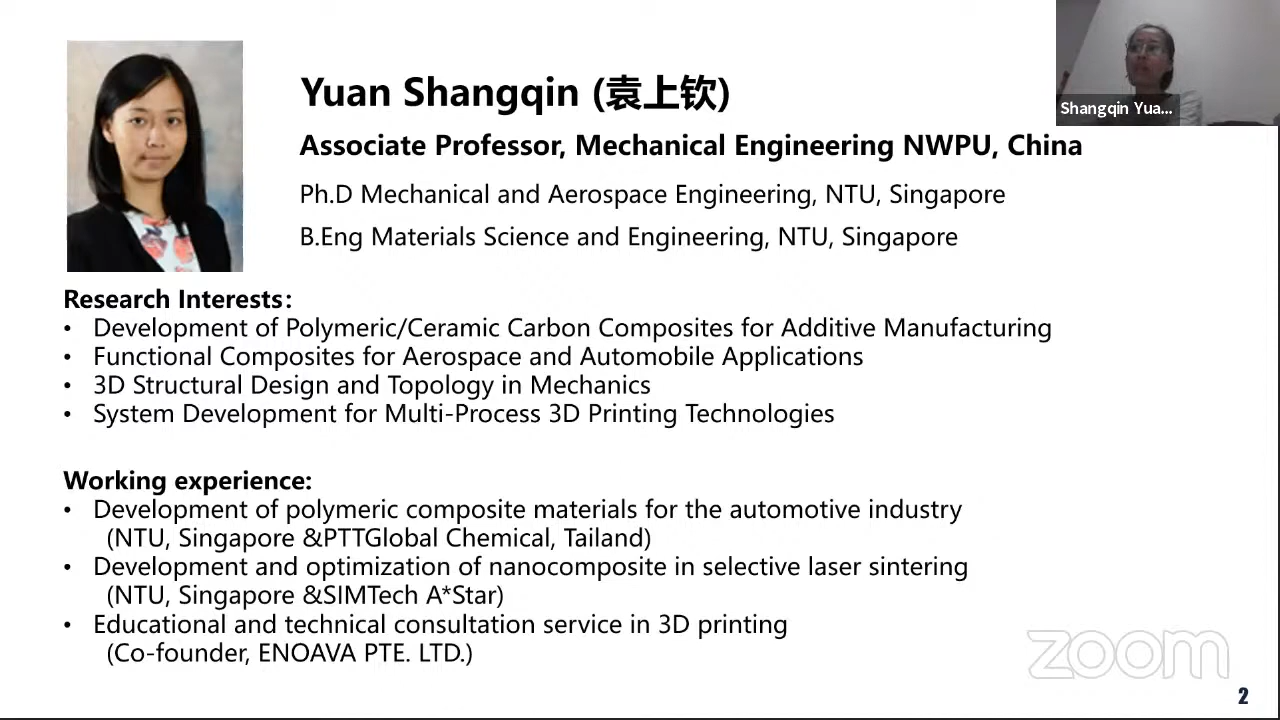 Yuan Shangqin (袁上钦)
Shangqin Yua...
Associate Professor, Mechanical Engineering NWPU, China
Ph.D Mechanical and Aerospace Engineering, NTU, Singapore
B.Eng Materials Science and Engineering, NTU, Singapore
Research Interests:
• Development of Polymeric/Ceramic Carbon Composites for Additive Manufacturing
• Functional Composites for Aerospace and Automobile Applications
• 3D Structural Design and Topology in Mechanics
• System Development for Multi-Process 3D Printing Technologies
Working experience:
• Development of polymeric composite materials for the automotive industry
(NTU, Singapore &PTTGlobal Chemical, Tailand)
• Development and optimization of nanocomposite in selective laser sintering
(NTU, Singapore &SIMTech A*Star)
• Educational and technical consultation service in 3D printing
(Co-founder, ENOAVA PTE. LTD.)
zoom
2